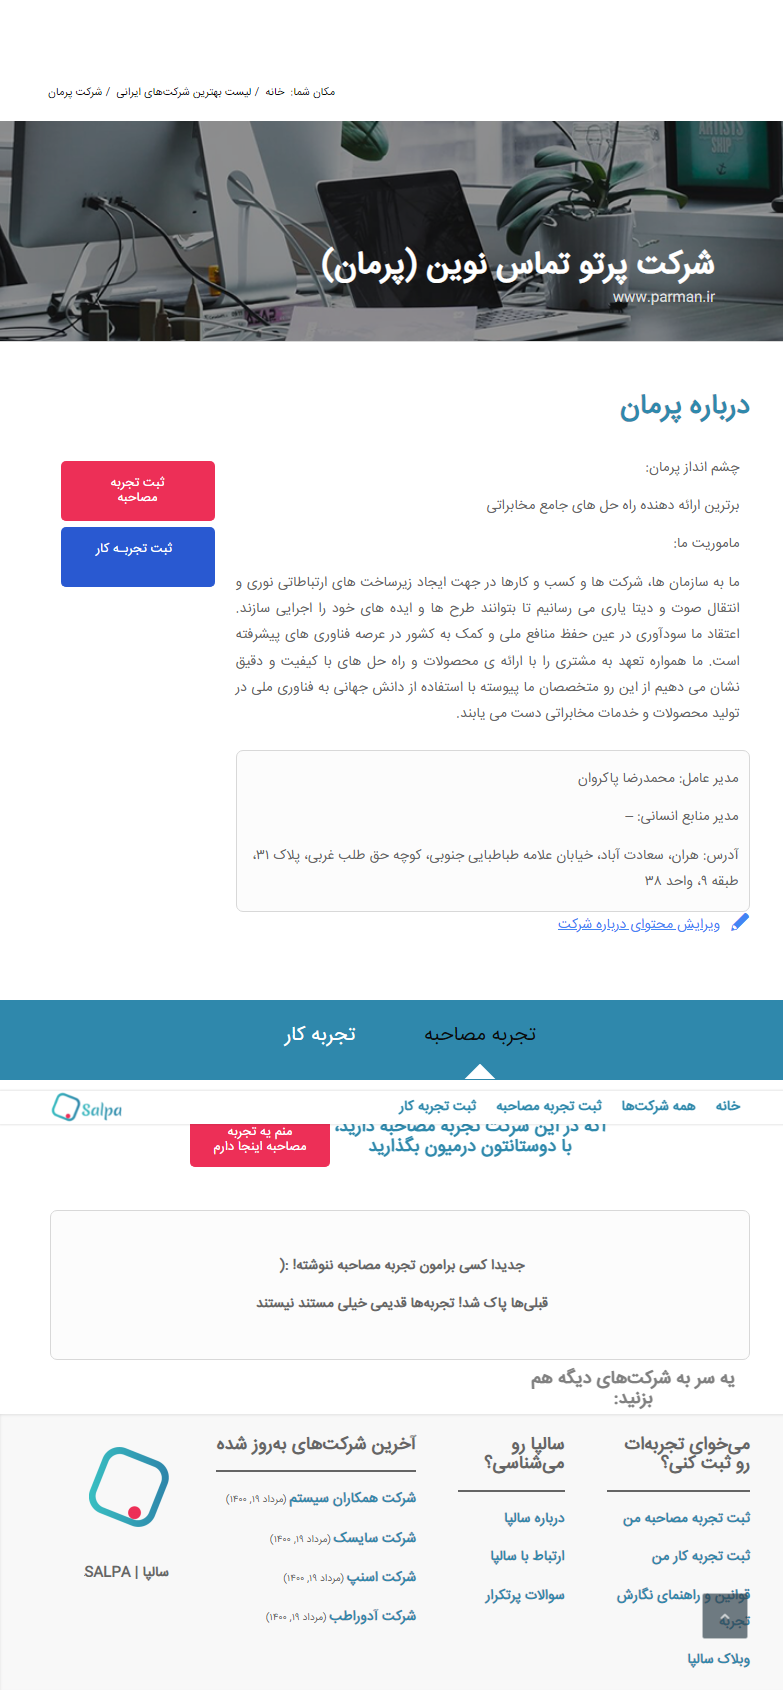 مکان شما: خانه / لیست بهترین شرکت‌های ایرانی / شرکت پرمان
ARTISTS
SHIP
شرکت پرتو تماس نوین (پرمان)
www.parman.ir
درباره پرمان
چشم انداز پرمان:
برترین ارائه دهنده راه حل های جامع مخابراتی
ماموریت ما:
ما به سازمان ها، شرکت ها و کسب و کارها در جهت ایجاد زیرساخت های ارتباطاتی نوری و
انتقال صوت و دیتا یاری می رسانیم تا بتوانند طرح ها و ایده های خود را اجرایی سازند.
اعتقاد ما سودآوری در عین حفظ منافع ملی و کمک به کشور در عرصه فناوری های پیشرفته
است. ما همواره تعهد به مشتری را با ارائه ی محصولات و راه حل های با کیفیت و دقیق
نشان می دهیم از این رو متخصصان ما پیوسته با استفاده از دانش جهانی به فناوری ملی در
تولید محصولات و خدمات مخابراتی دست می یابند.
ثبت تجربه
مصاحبه
ثبت تجربـه کار
مدیر عامل: محمدرضا پاکروان
مدیر منابع انسانی: –
آدرس: هران، سعادت آباد، خیابان علامه طباطبایی جنوبی، کوچه حق طلب غربی، پلاک ۳۱،
طبقه ۹، واحد ۳۸
ویرایش محتوای درباره شرکت
تجربه مصاحبه
تجربه کار
خانه
همه شرکت‌ها
ثبت تجربه مصاحبه
ثبت تجربه کار
Salpa
اگه در این شرکت تجربه مصاحبه دارید،
با دوستانتون درمیون بگذارید
منم یه تجربه
مصاحبه اینجا دارم
جدیدا کسی برامون تجربه مصاحبه ننوشته! :(
قبلی‌ها پاک شد! تجربه‌ها قدیمی خیلی مستند نیستند
یه سر به شرکت‌های دیگه هم
بزنید:
می‌خوای تجربه‌ات
رو ثبت کنی؟
ثبت تجربه مصاحبه من
ثبت تجربه کار من
قوانین و راهنمای نگارش
تجربه
وبلاک سالپا
سالپا رو
می‌شناسی؟
درباره سالپا
ارتباط با سالپا
سوالات پرتکرار
آخرین شرکت‌های به‌روز شده
شرکت همکاران سیستم (مرداد ۱۹, ۱۴۰۰)
شرکت سایسک (مرداد ۱۹, ۱۴۰۰)
شرکت اسنپ (مرداد ۱۹, ۱۴۰۰)
شرکت آدوراطب (مرداد ۱۹, ۱۴۰۰)
سالپا | SALPA